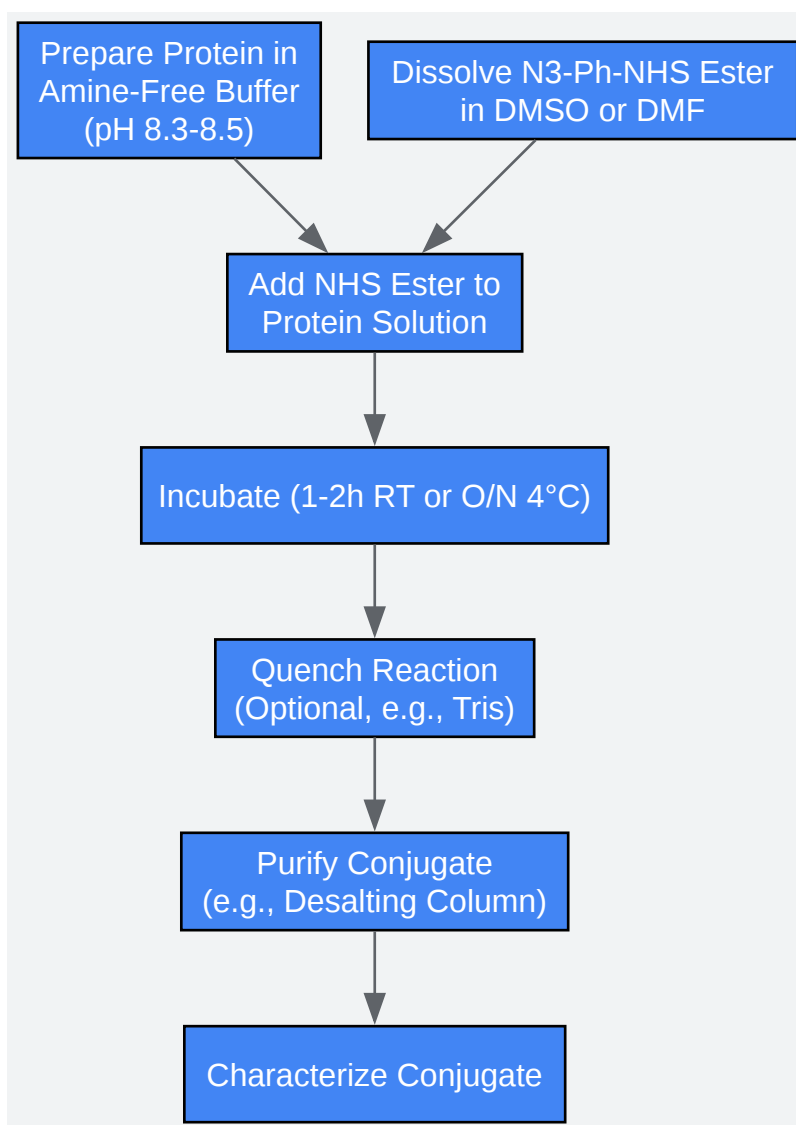 Prepare Protein in
Amine-Free Buffer
(pH 8.3-8.5)
Dissolve N3-Ph-NHS Ester
in DMSO or DMF
Add NHS Ester to
Protein Solution
Incubate (1-2h RT or O/N 4°C)
Quench Reaction
(Optional, e.g., Tris)
Purify Conjugate
(e.g., Desalting Column)
Characterize Conjugate